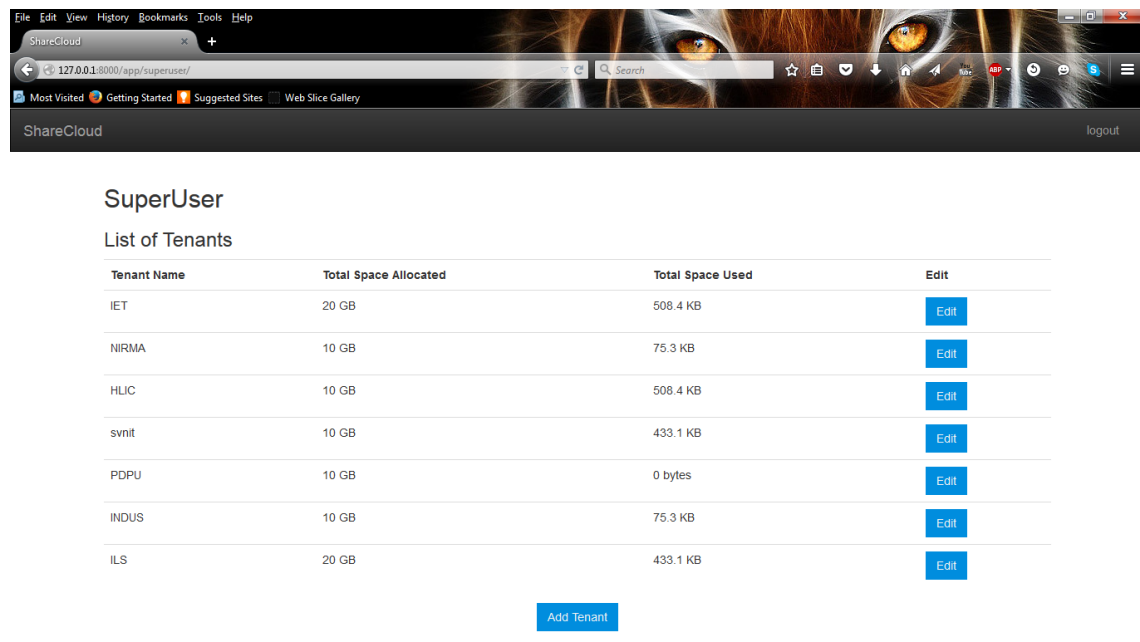 File Edit View History Bookmarks Tools Help
ShareCloud × +
127.0.0.1:8000/app/superuser/ Search You Tube ABP S
Most Visited Getting Started Suggested Sites Web Slice Gallery
ShareCloud logout
SuperUser
List of Tenants
Tenant Name Total Space Allocated Total Space Used Edit
IET 20 GB 508.4 KB Edit
NIRMA 10 GB 75.3 KB Edit
HLIC 10 GB 508.4 KB Edit
svnit 10 GB 433.1 KB Edit
PDPU 10 GB 0 bytes Edit
INDUS 10 GB 75.3 KB Edit
ILS 20 GB 433.1 KB Edit
Add Tenant